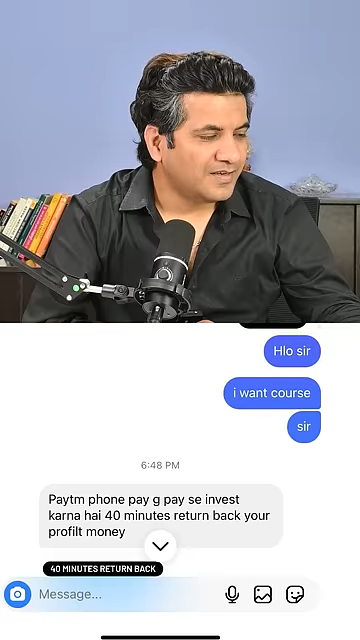 Hlo sir
i want course
sir
6:48 PM
Paytm phone pay g pay se invest
karna hai 40 minutes return back your
profilt money
40 MINUTES RETURN BACK
Message...